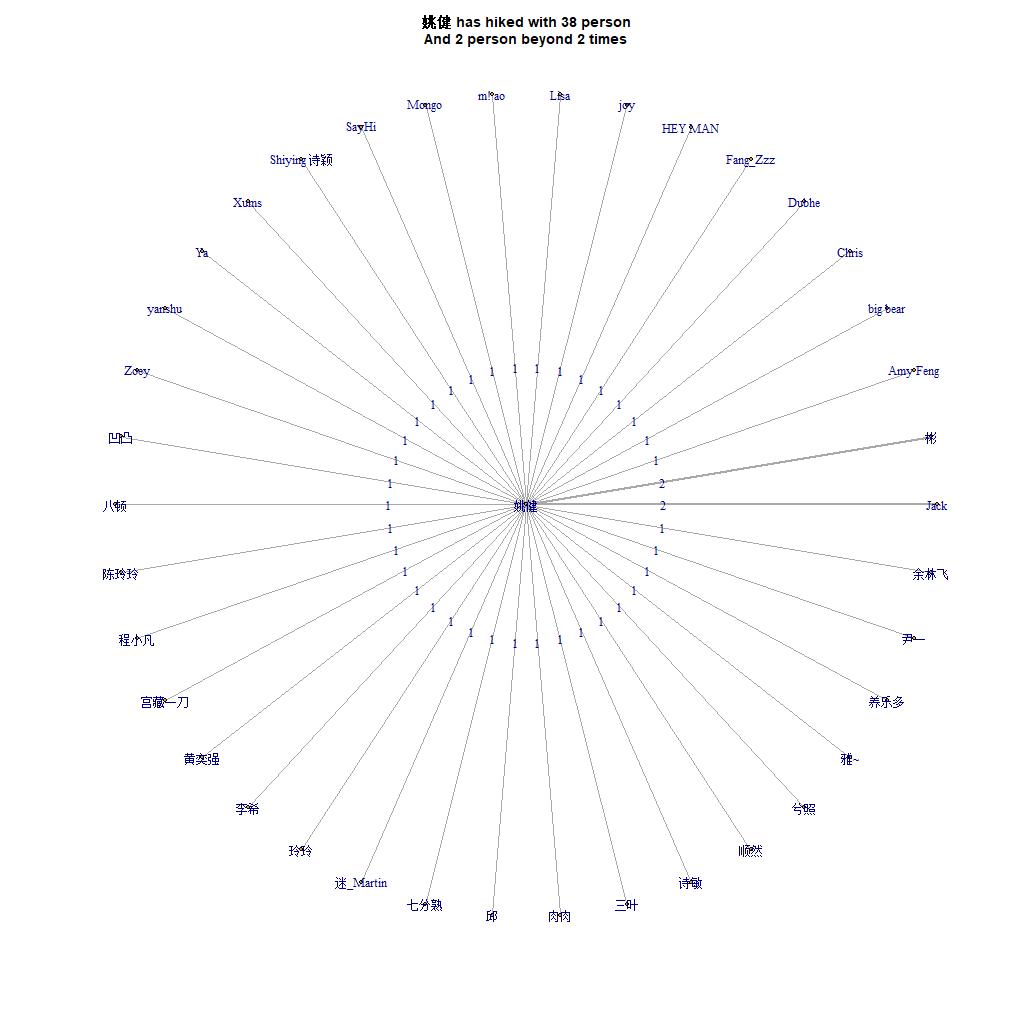 姚健 has hiked with 38 person
And 2 person beyond 2 times
m!ao
Lisa
Mongo
joy
SayHi
HEY MAN
Shiying 诗颖
Fang_Zzz
Xums
Duohe
Ya
Chris
yanshu
big bear
Zoey
Amy Feng
1 1
1 1
1 1
1 1
1 1
1 1
1 1
凹凸
彬
1 1
1 2
八顿
1
姚健
2
Jack
1 1
陈玲玲
余林飞
1 1
1 1
1 1
1 1
1 1
1 1
1 1
1 1
程小凡
尹一
宫藏一刀
养乐多
黄奕强
雅~
李希
兮照
玲玲
顺然
迷_Martin
诗敏
七分熟
三叶
邱
肉肉